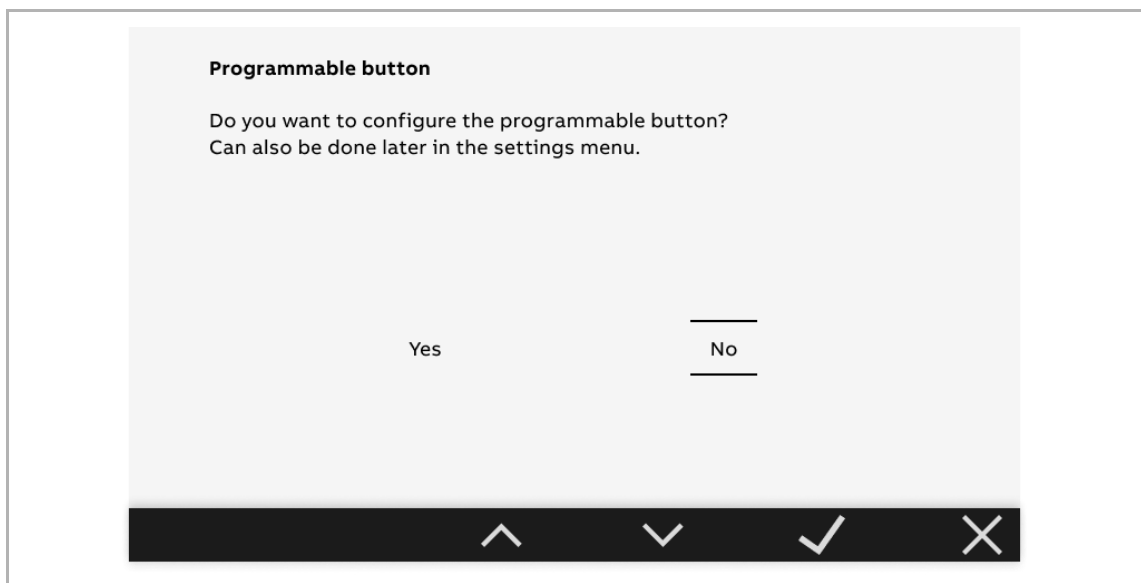 Programmable button
Do you want to configure the programmable button?
Can also be done later in the settings menu.
Yes No